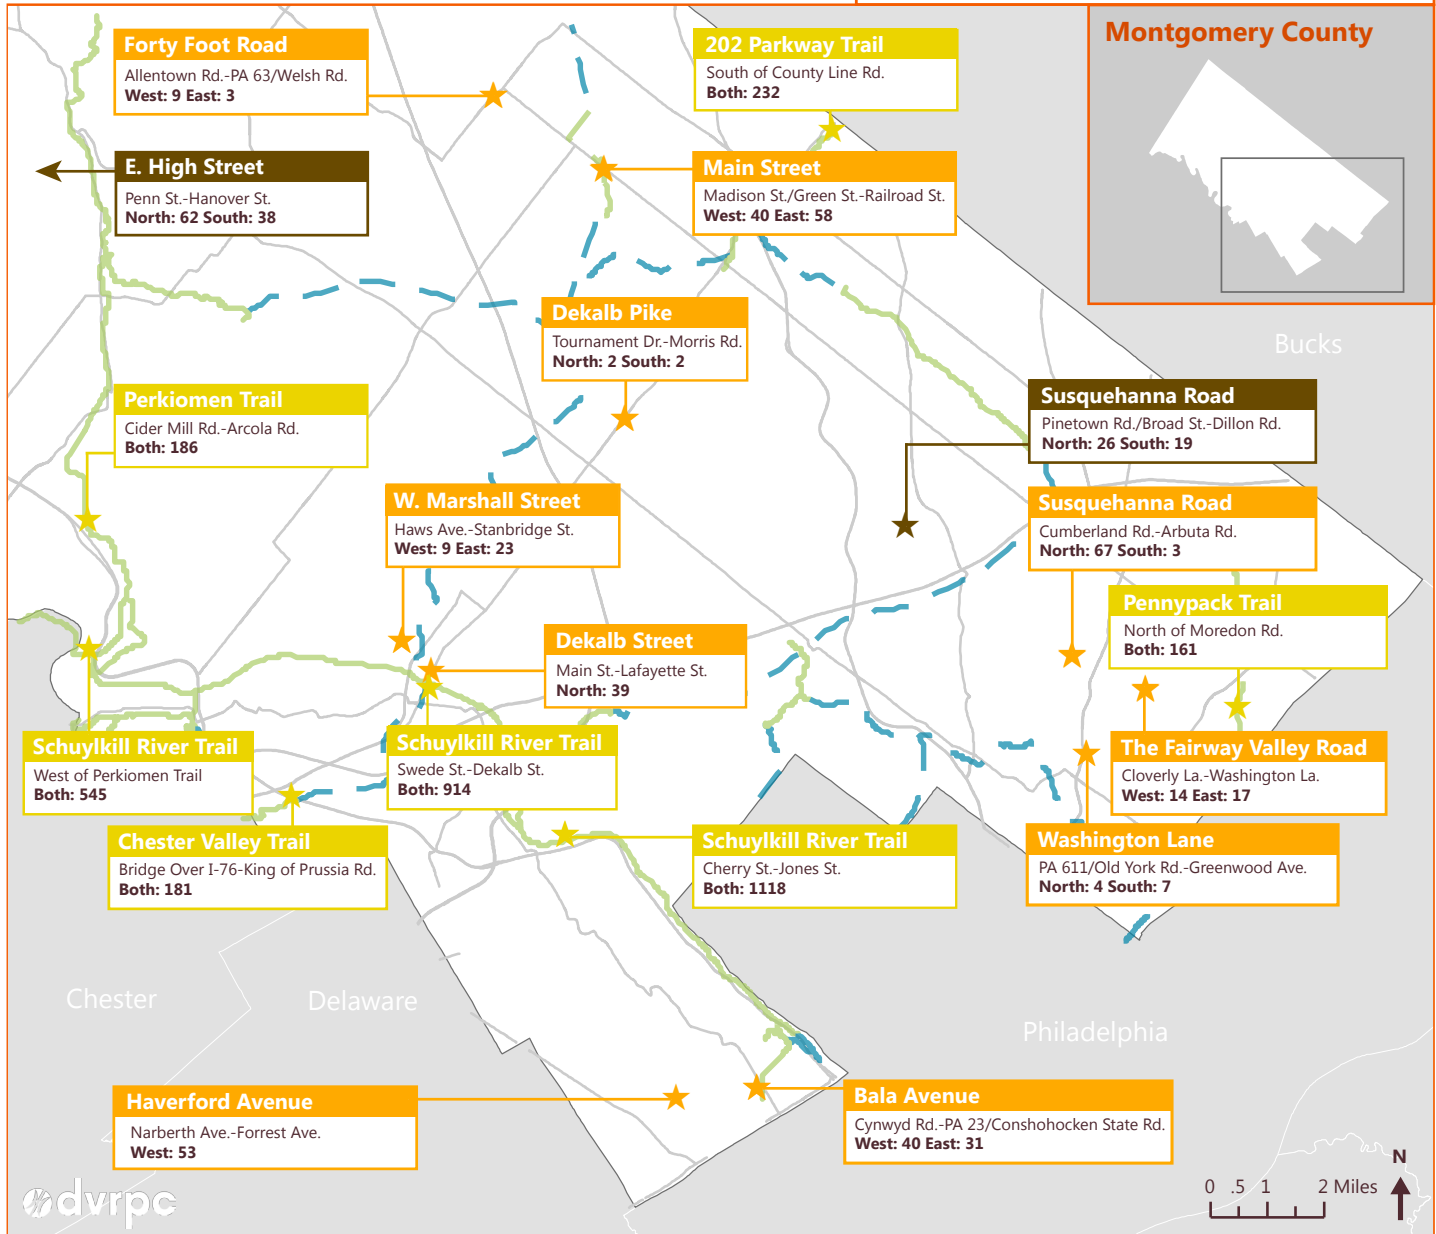 Montgomery County
Forty Foot Road
Allentown Rd.-PA 63/Welsh Rd.
West: 9 East: 3
202 Parkway Trail
South of County Line Rd.
Both: 232
E. High Street
Penn St.-Hanover St.
North: 62 South: 38
Main Street
Madison St./Green St.-Railroad St.
West: 40 East: 58
Dekalb Pike
Tournament Dr.-Morris Rd.
North: 2 South: 2
Bucks
Perkiomen Trail
Cider Mill Rd.-Arcola Rd.
Both: 186
Susquehanna Road
Pinetown Rd./Broad St.-Dillon Rd.
North: 26 South: 19
W. Marshall Street
Haws Ave.-Stanbridge St.
West: 9 East: 23
Susquehanna Road
Cumberland Rd.-Arbuta Rd.
North: 67 South: 3
Pennypack Trail
North of Moredon Rd.
Both: 161
Dekalb Street
Main St.-Lafayette St.
North: 39
Schuylkill River Trail
West of Perkiomen Trail
Both: 545
Schuylkill River Trail
Swede St.-Dekalb St.
Both: 914
The Fairway Valley Road
Cloverly La.-Washington La.
West: 14 East: 17
Chester Valley Trail
Bridge Over I-76-King of Prussia Rd.
Both: 181
Schuylkill River Trail
Cherry St.-Jones St.
Both: 1118
Washington Lane
PA 611/Old York Rd.-Greenwood Ave.
North: 4 South: 7
Chester
Delaware
Philadelphia
Haverford Avenue
Narberth Ave.-Forrest Ave.
West: 53
Bala Avenue
Cynwyd Rd.-PA 23/Conshohocken State Rd.
West: 40 East: 31
dvrpc
N
0 .5 1 2 Miles